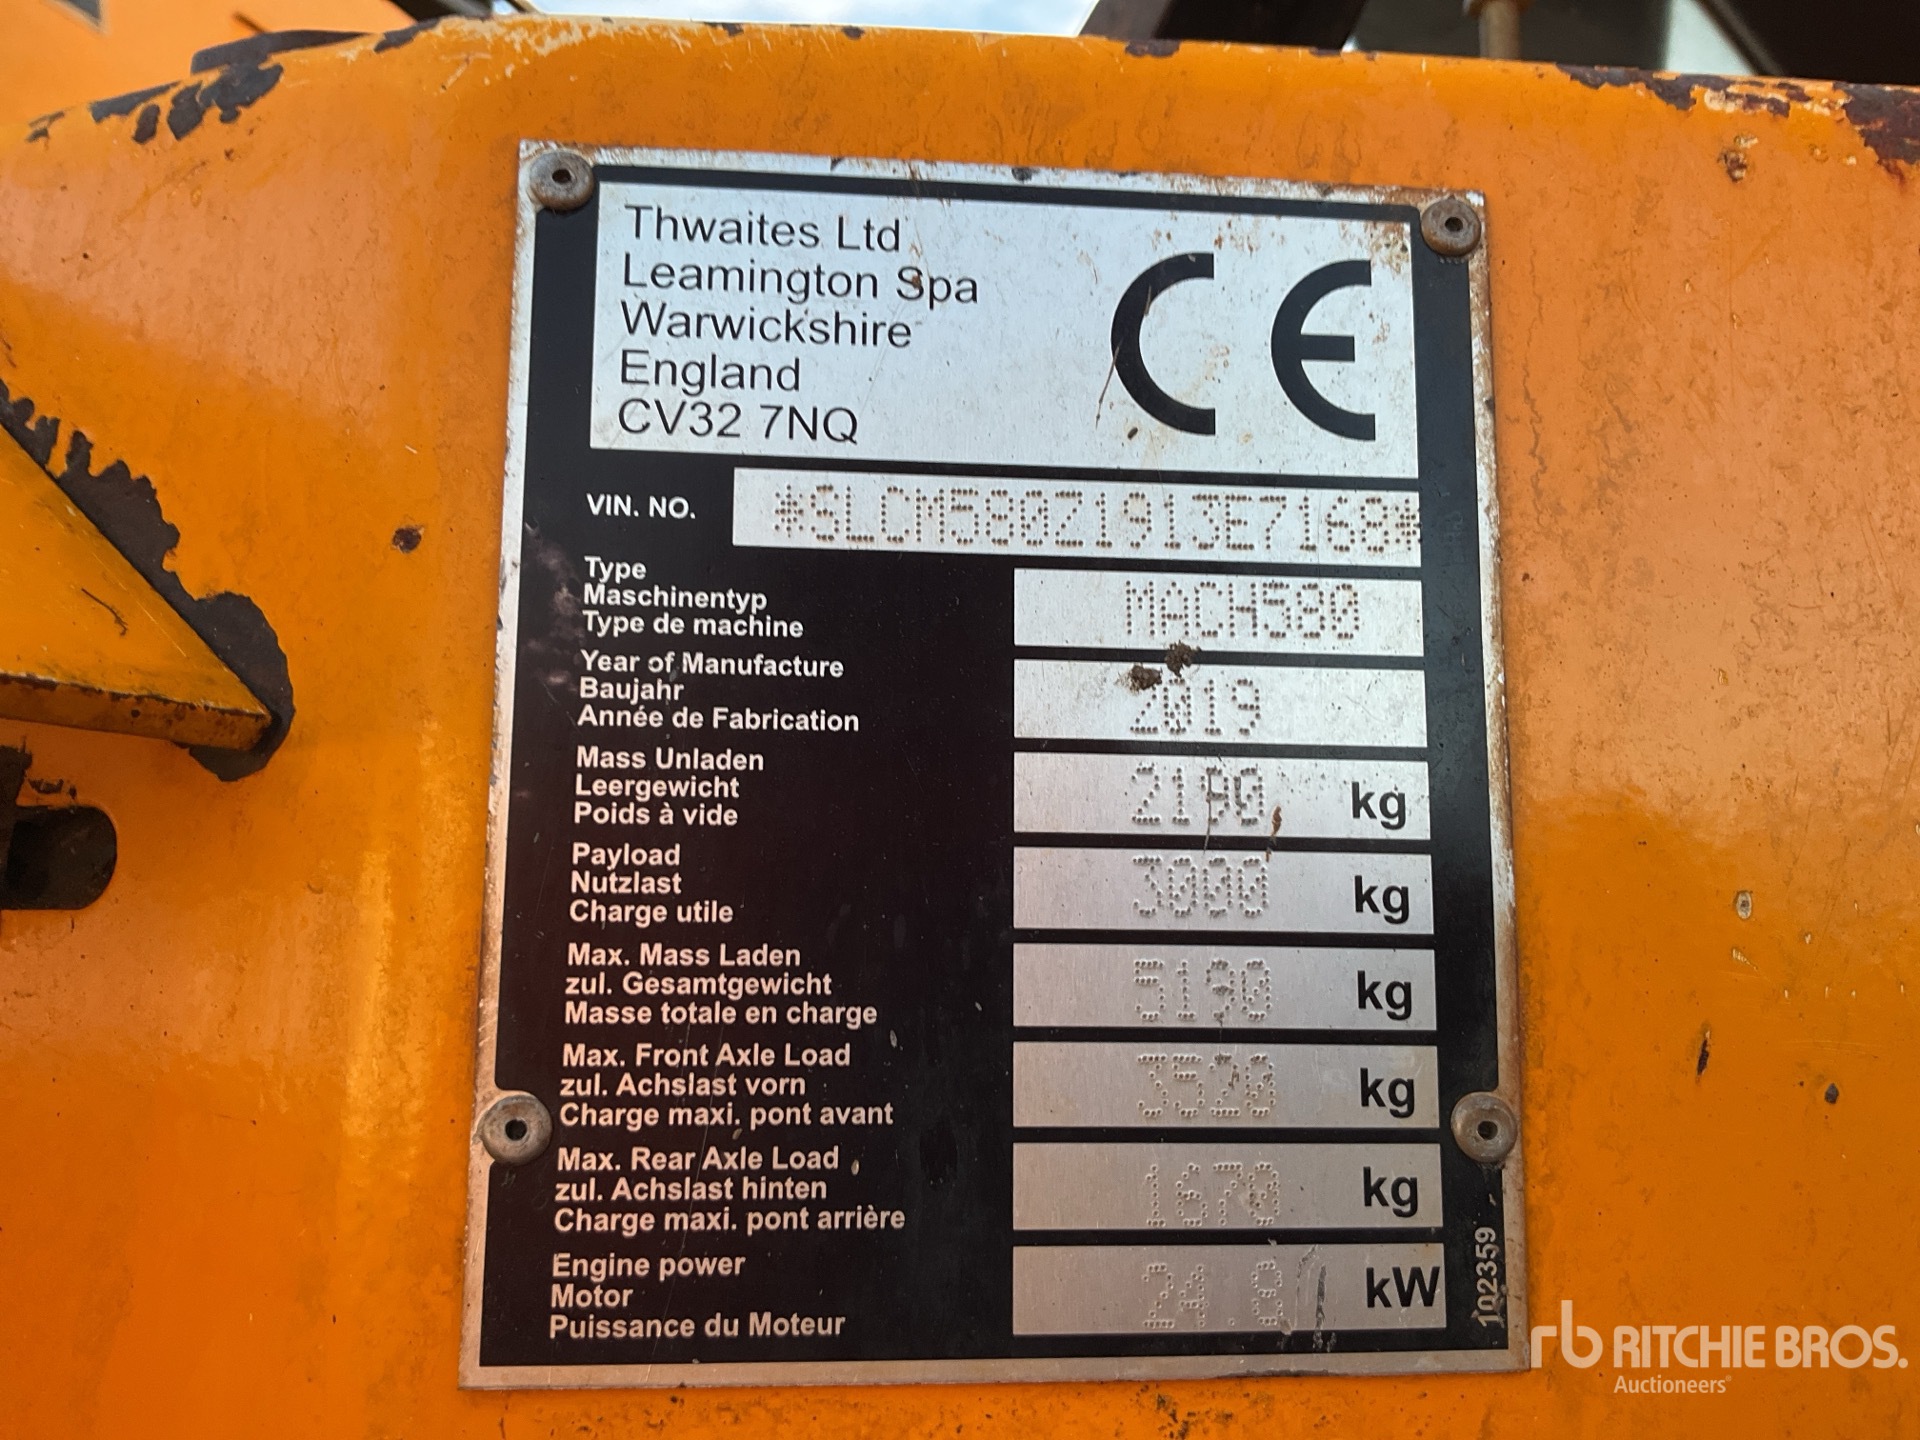 Thwaites Ltd
Leamington Spa
Warwickshire
England
CV32 7NQ
CE
VIN. NO. *SLCM580Z1913E7168*
Type
Maschinentyp
Type de machine
MACH580
Year of Manufacture
Baujahr
Année de Fabrication
2019
Mass Unladen
Leergewicht
Poids à vide
2190 kg
Payload
Nutzlast
Charge utile
3000 kg
Max. Mass Laden
zul. Gesamtgewicht
Masse totale en charge
5190 kg
Max. Front Axle Load
zul. Achslast vorn
Charge maxi. pont avant
3520 kg
Max. Rear Axle Load
zul. Achslast hinten
Charge maxi. pont arrière
1670 kg
Engine power
Motor
Puissance du Moteur
kW
102359
rb RITCHIE BROS.
Auctioneers